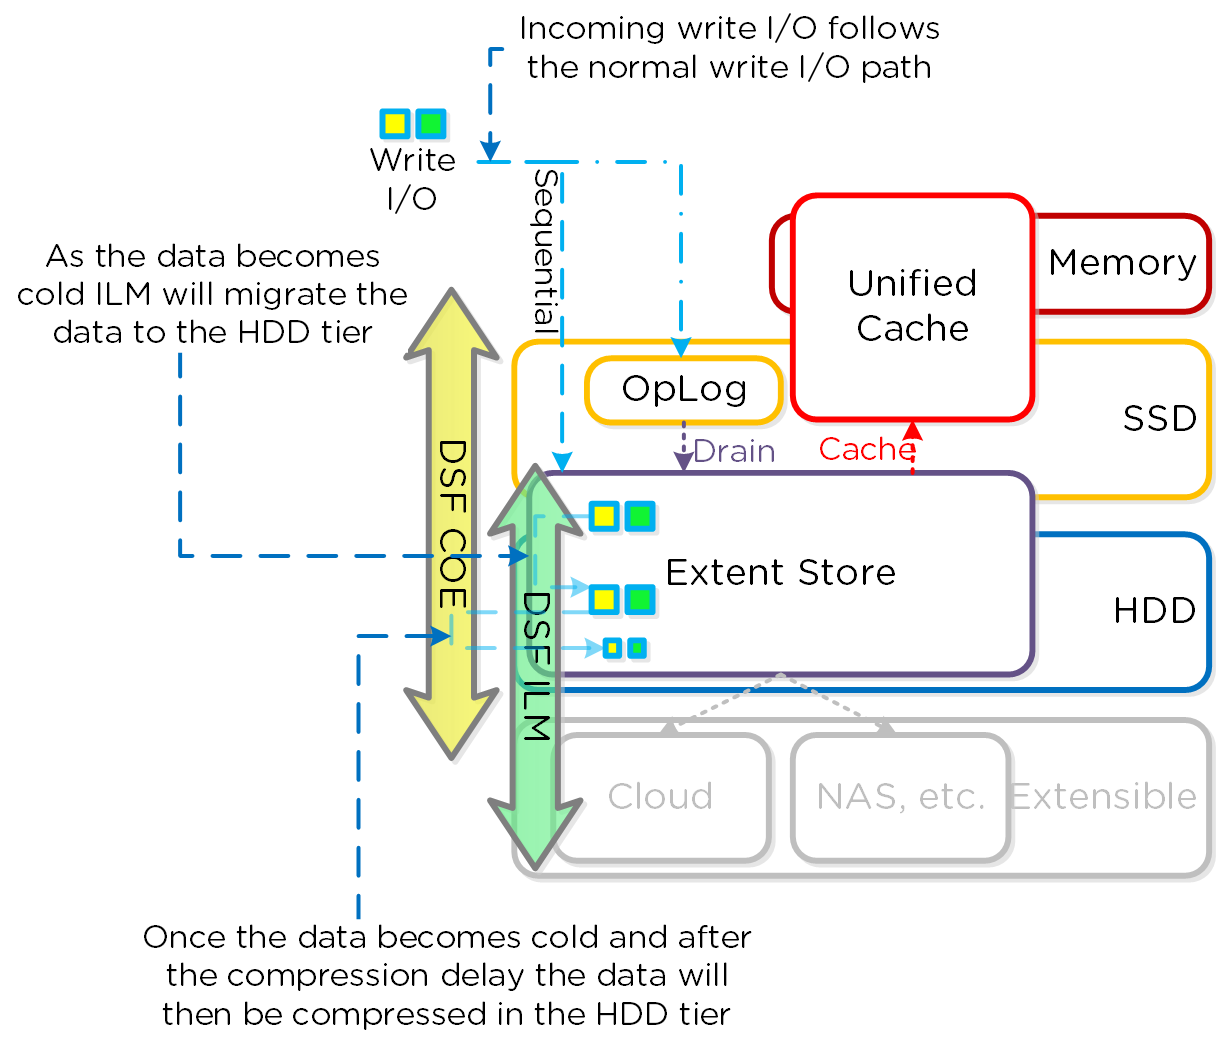 Incoming write I/O follows
the normal write I/O path
Write
I/O
Sequential
As the data becomes
cold ILM will migrate the
data to the HDD tier
Unified
Cache
Memory
OpLog
SSD
Drain
Cache
DSF COE
DSF ILM
Extent Store
HDD
Cloud
NAS, etc.
Extensible
Once the data becomes cold and after
the compression delay the data will
then be compressed in the HDD tier